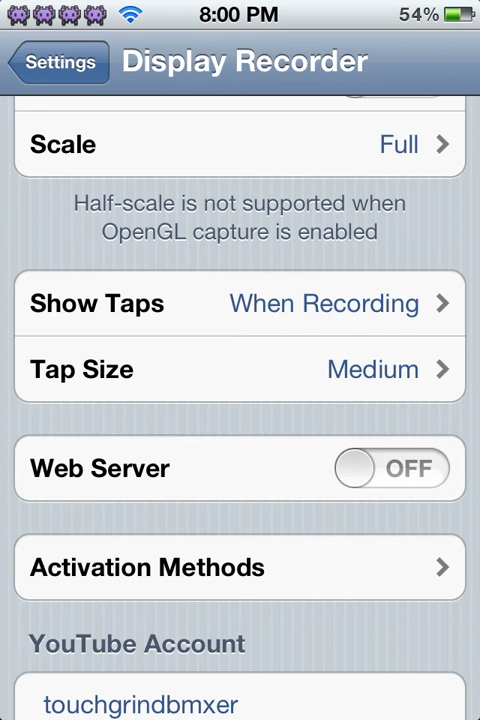 8:00 PM
54%
Settings
Display Recorder
Scale
Full
Half-scale is not supported when
OpenGL capture is enabled
Show Taps
When Recording
Tap Size
Medium
Web Server
OFF
Activation Methods
YouTube Account
touchgrindbmxer